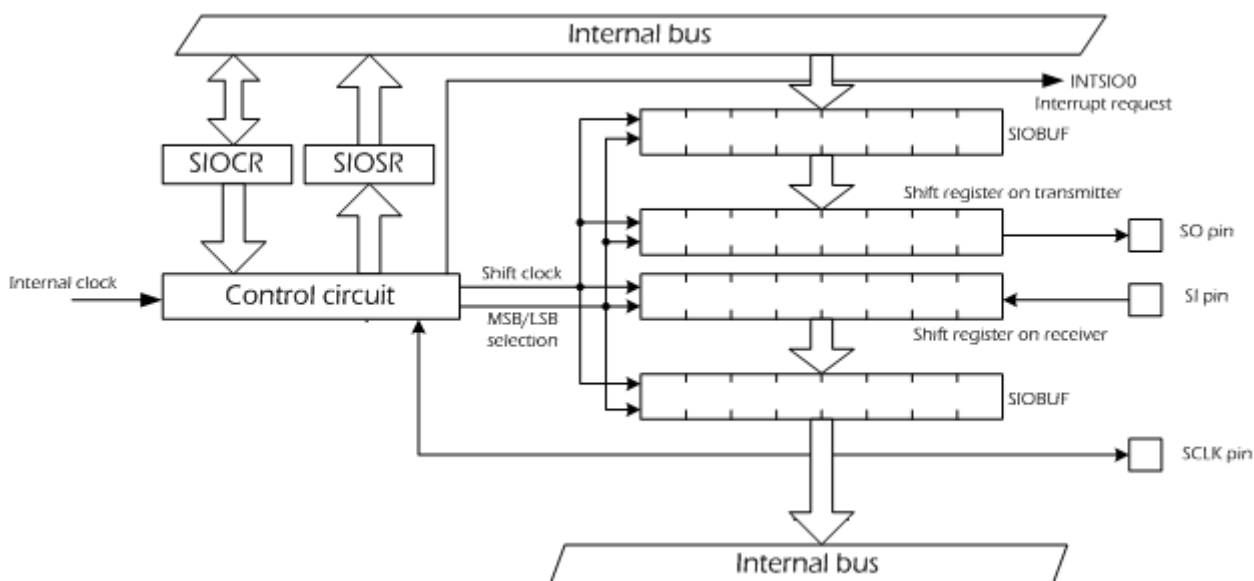 Internal bus
INTSIO0
Interrupt request
SIOBUF
SIOCR
SIOSR
Shift register on transmitter
SO pin
Internal clock
Control circuit
Shift clock
MSB/LSB
selection
SI pin
Shift register on receiver
SIOBUF
SCLK pin
Internal bus